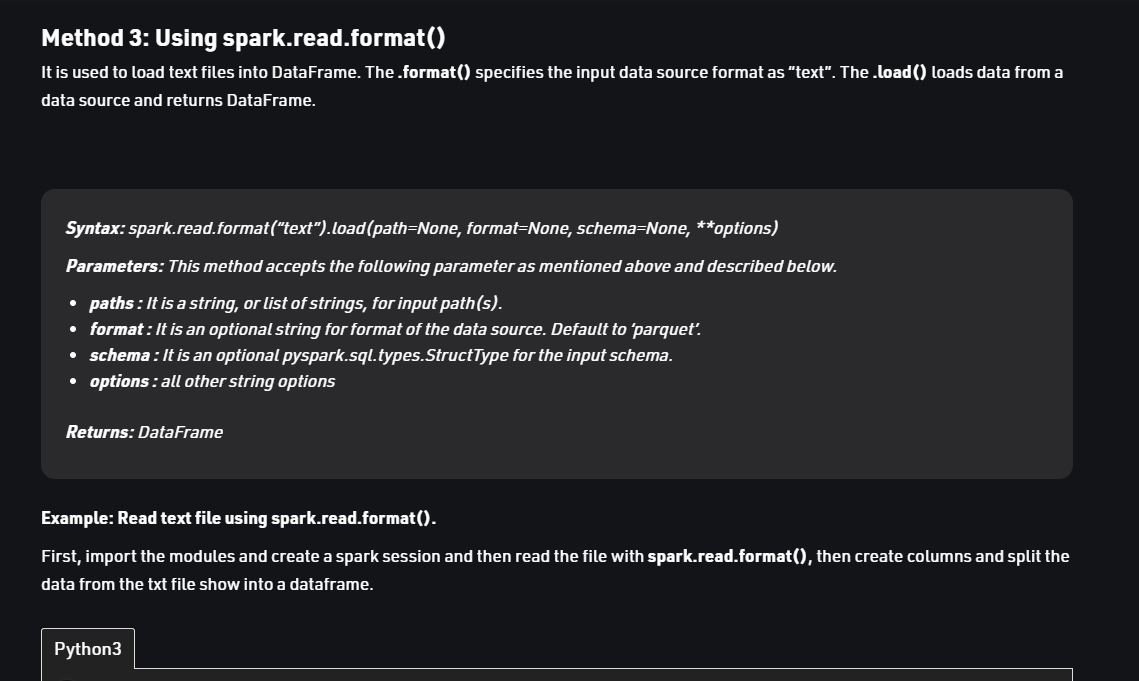 Method 3: Using spark.read.format()
It is used to load text files into DataFrame. The .format() specifies the input data source format as “text”. The .load() loads data from a
data source and returns DataFrame.
Syntax: spark.read.format(“text”).load(path=None, format=None, schema=None, **options)
Parameters: This method accepts the following parameter as mentioned above and described below.
• paths : It is a string, or list of strings, for input path(s).
• format : It is an optional string for format of the data source. Default to ‘parquet’.
• schema : It is an optional pyspark.sql.types.StructType for the input schema.
• options : all other string options
Returns: DataFrame
Example: Read text file using spark.read.format().
First, import the modules and create a spark session and then read the file with spark.read.format(), then create columns and split the
data from the txt file show into a dataframe.
Python3